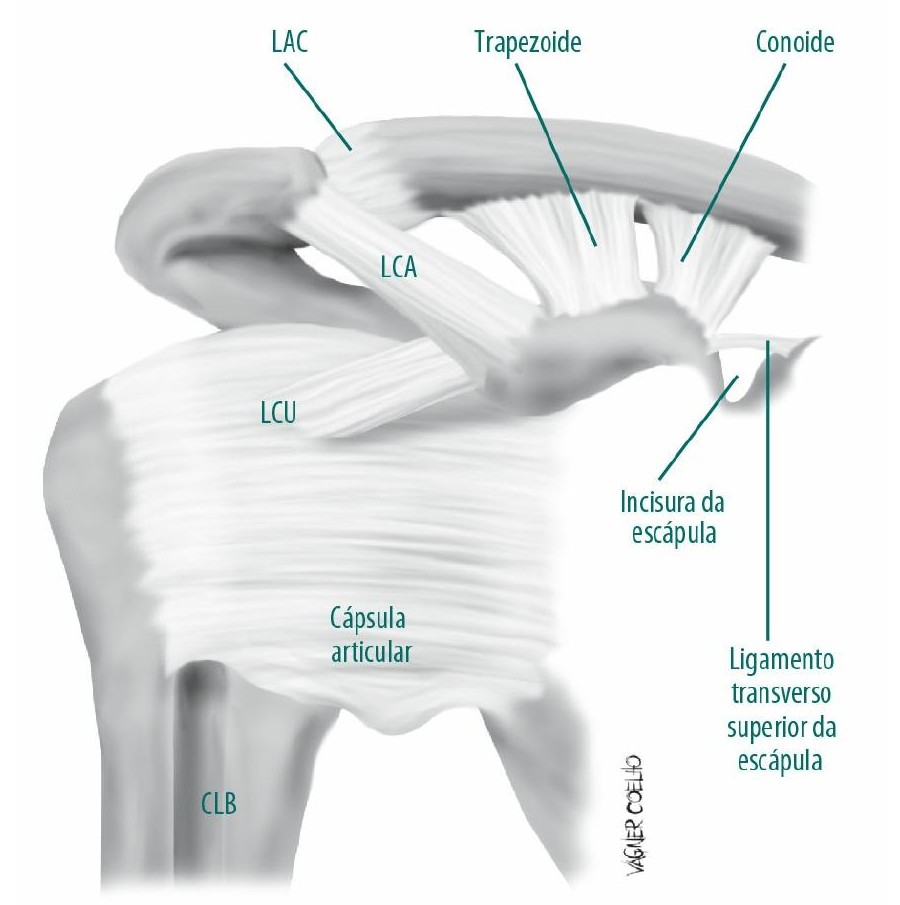 LAC
Trapezoide
Conoide
LCA
LCU
Incisura da
escápula
Cápsula
articular
Ligamento
transverso
superior da
escápula
CLB
VAGNER COELHO